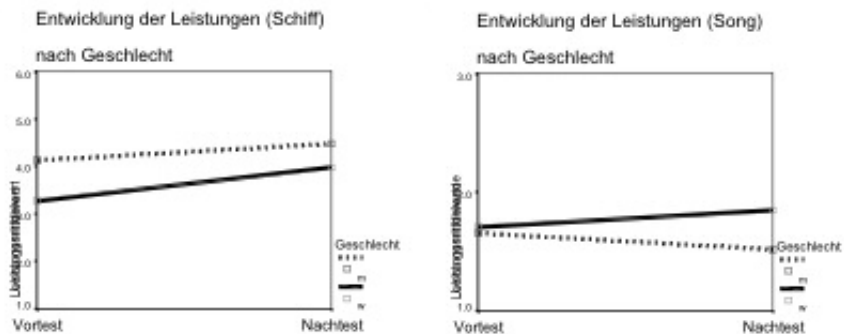 Entwicklung der Leistungen (Schiff)
nach Geschlecht
6.0
5.0
4.0
3.0
2.0
1.0
Vortest
Nachtest
Geschlecht
m
w
Entwicklung der Leistungen (Song)
nach Geschlecht
3.0
2.0
1.0
Vortest
Nachtest
Geschlecht
m
w